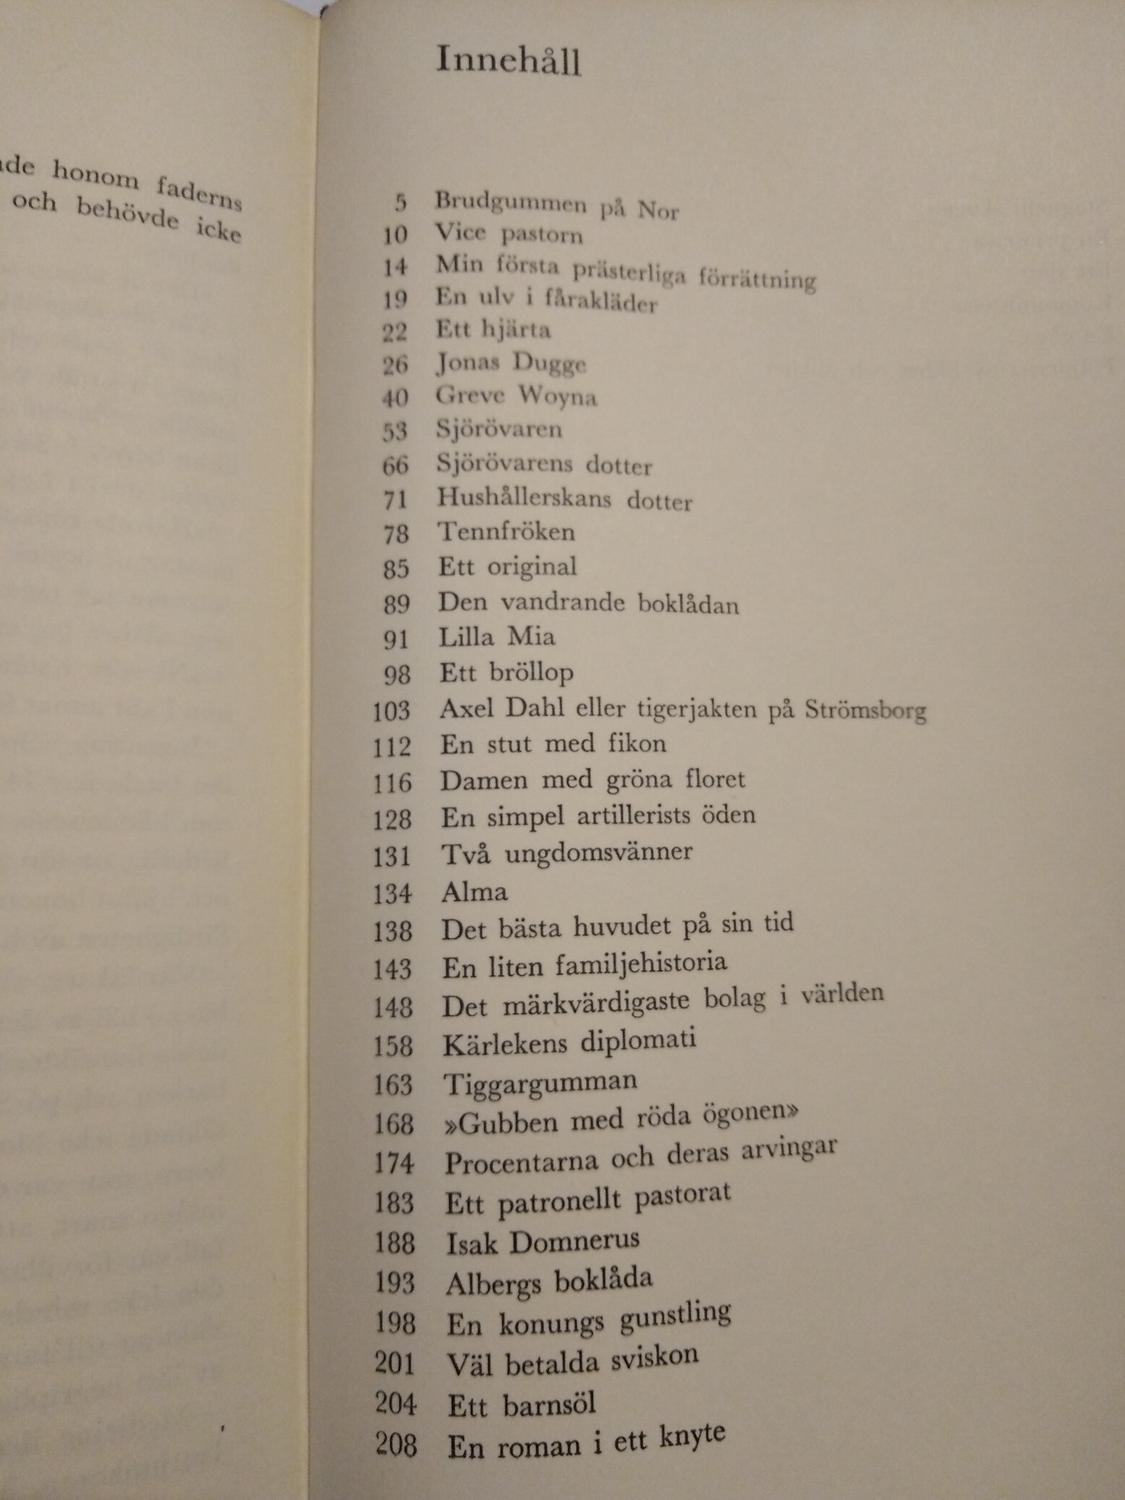 honom faderns
och behövde icke
Innehåll
5 Brudgummen på Nor
10 Vice pastorn
14 Min första prästerliga förrättning
19 En ulv i fårakläder
22 Ett hjärta
26 Jonas Dugge
40 Greve Woyna
53 Sjörövaren
66 Sjörövarens dotter
71 Hushållerskans dotter
78 Tennfröken
85 Ett original
89 Den vandrande boklådan
91 Lilla Mia
98 Ett bröllop
103 Axel Dahl eller tigerjakten på Strömsborg
112 En stut med fikon
116 Damen med gröna floret
128 En simpel artillerists öden
131 Två ungdomsvänner
134 Alma
138 Det bästa huvudet på sin tid
143 En liten familjehistoria
148 Det märkvärdigaste bolag i världen
158 Kärlekens diplomati
163 Tiggargumman
168 »Gubben med röda ögonen»
174 Procentarna och deras arvingar
183 Ett patronellt pastorat
188 Isak Domnerus
193 Albergs boklåda
198 En konungs gunstling
201 Väl betalda sviskon
204 Ett barnsöl
208 En roman i ett knyte